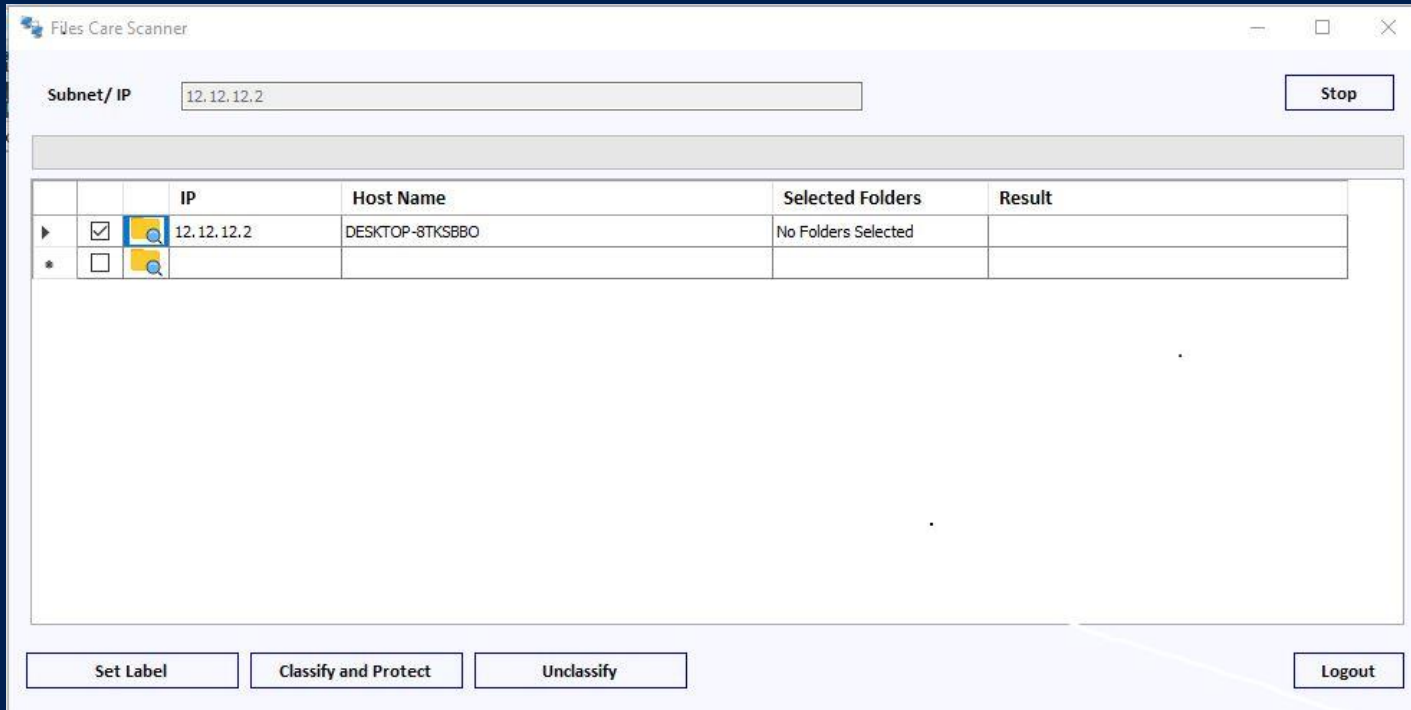 Files Care Scanner
Subnet/ IP 12.12.12.2 Stop
IP Host Name Selected Folders Result
12.12.12.2 DESKTOP-8TKSBBO No Folders Selected
Set Label Classify and Protect Unclassify Logout